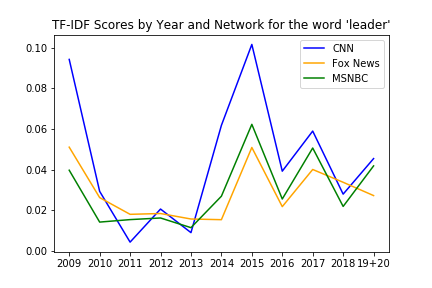 TF-IDF Scores by Year and Network for the word 'leader'
CNN
Fox News
MSNBC
0.10
0.08
0.06
0.04
0.02
0.00
2009 2010 2011 2012 2013 2014 2015 2016 2017 2018 19+20